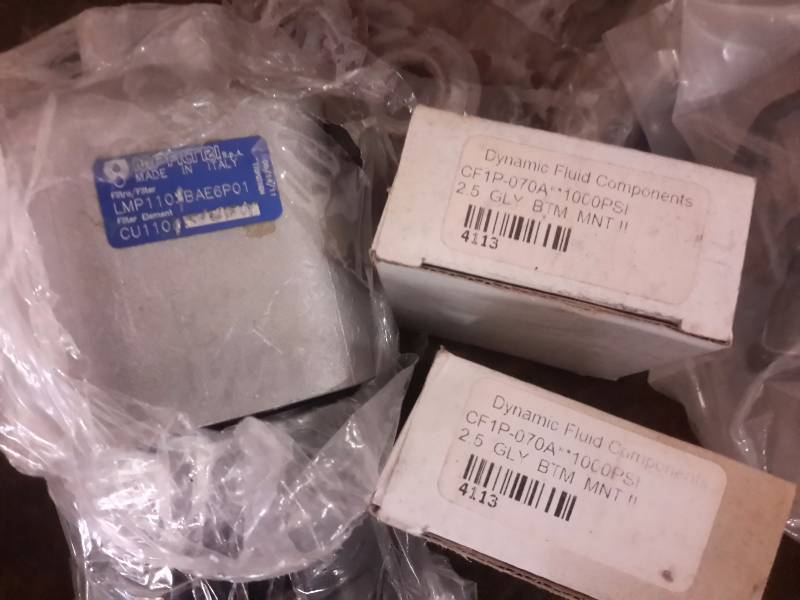 MADE IN ITALY
Filtro/Filter
BAE6P01
Filter Element
CU110
Dynamic Fluid Components
CF1P-070A**1000PSI
2.5 GLY BTM MNT !!
4113
Dynamic Fluid Components
CF1P-070A**1000PSI
2.5 GLY BTM MNT !!
4113